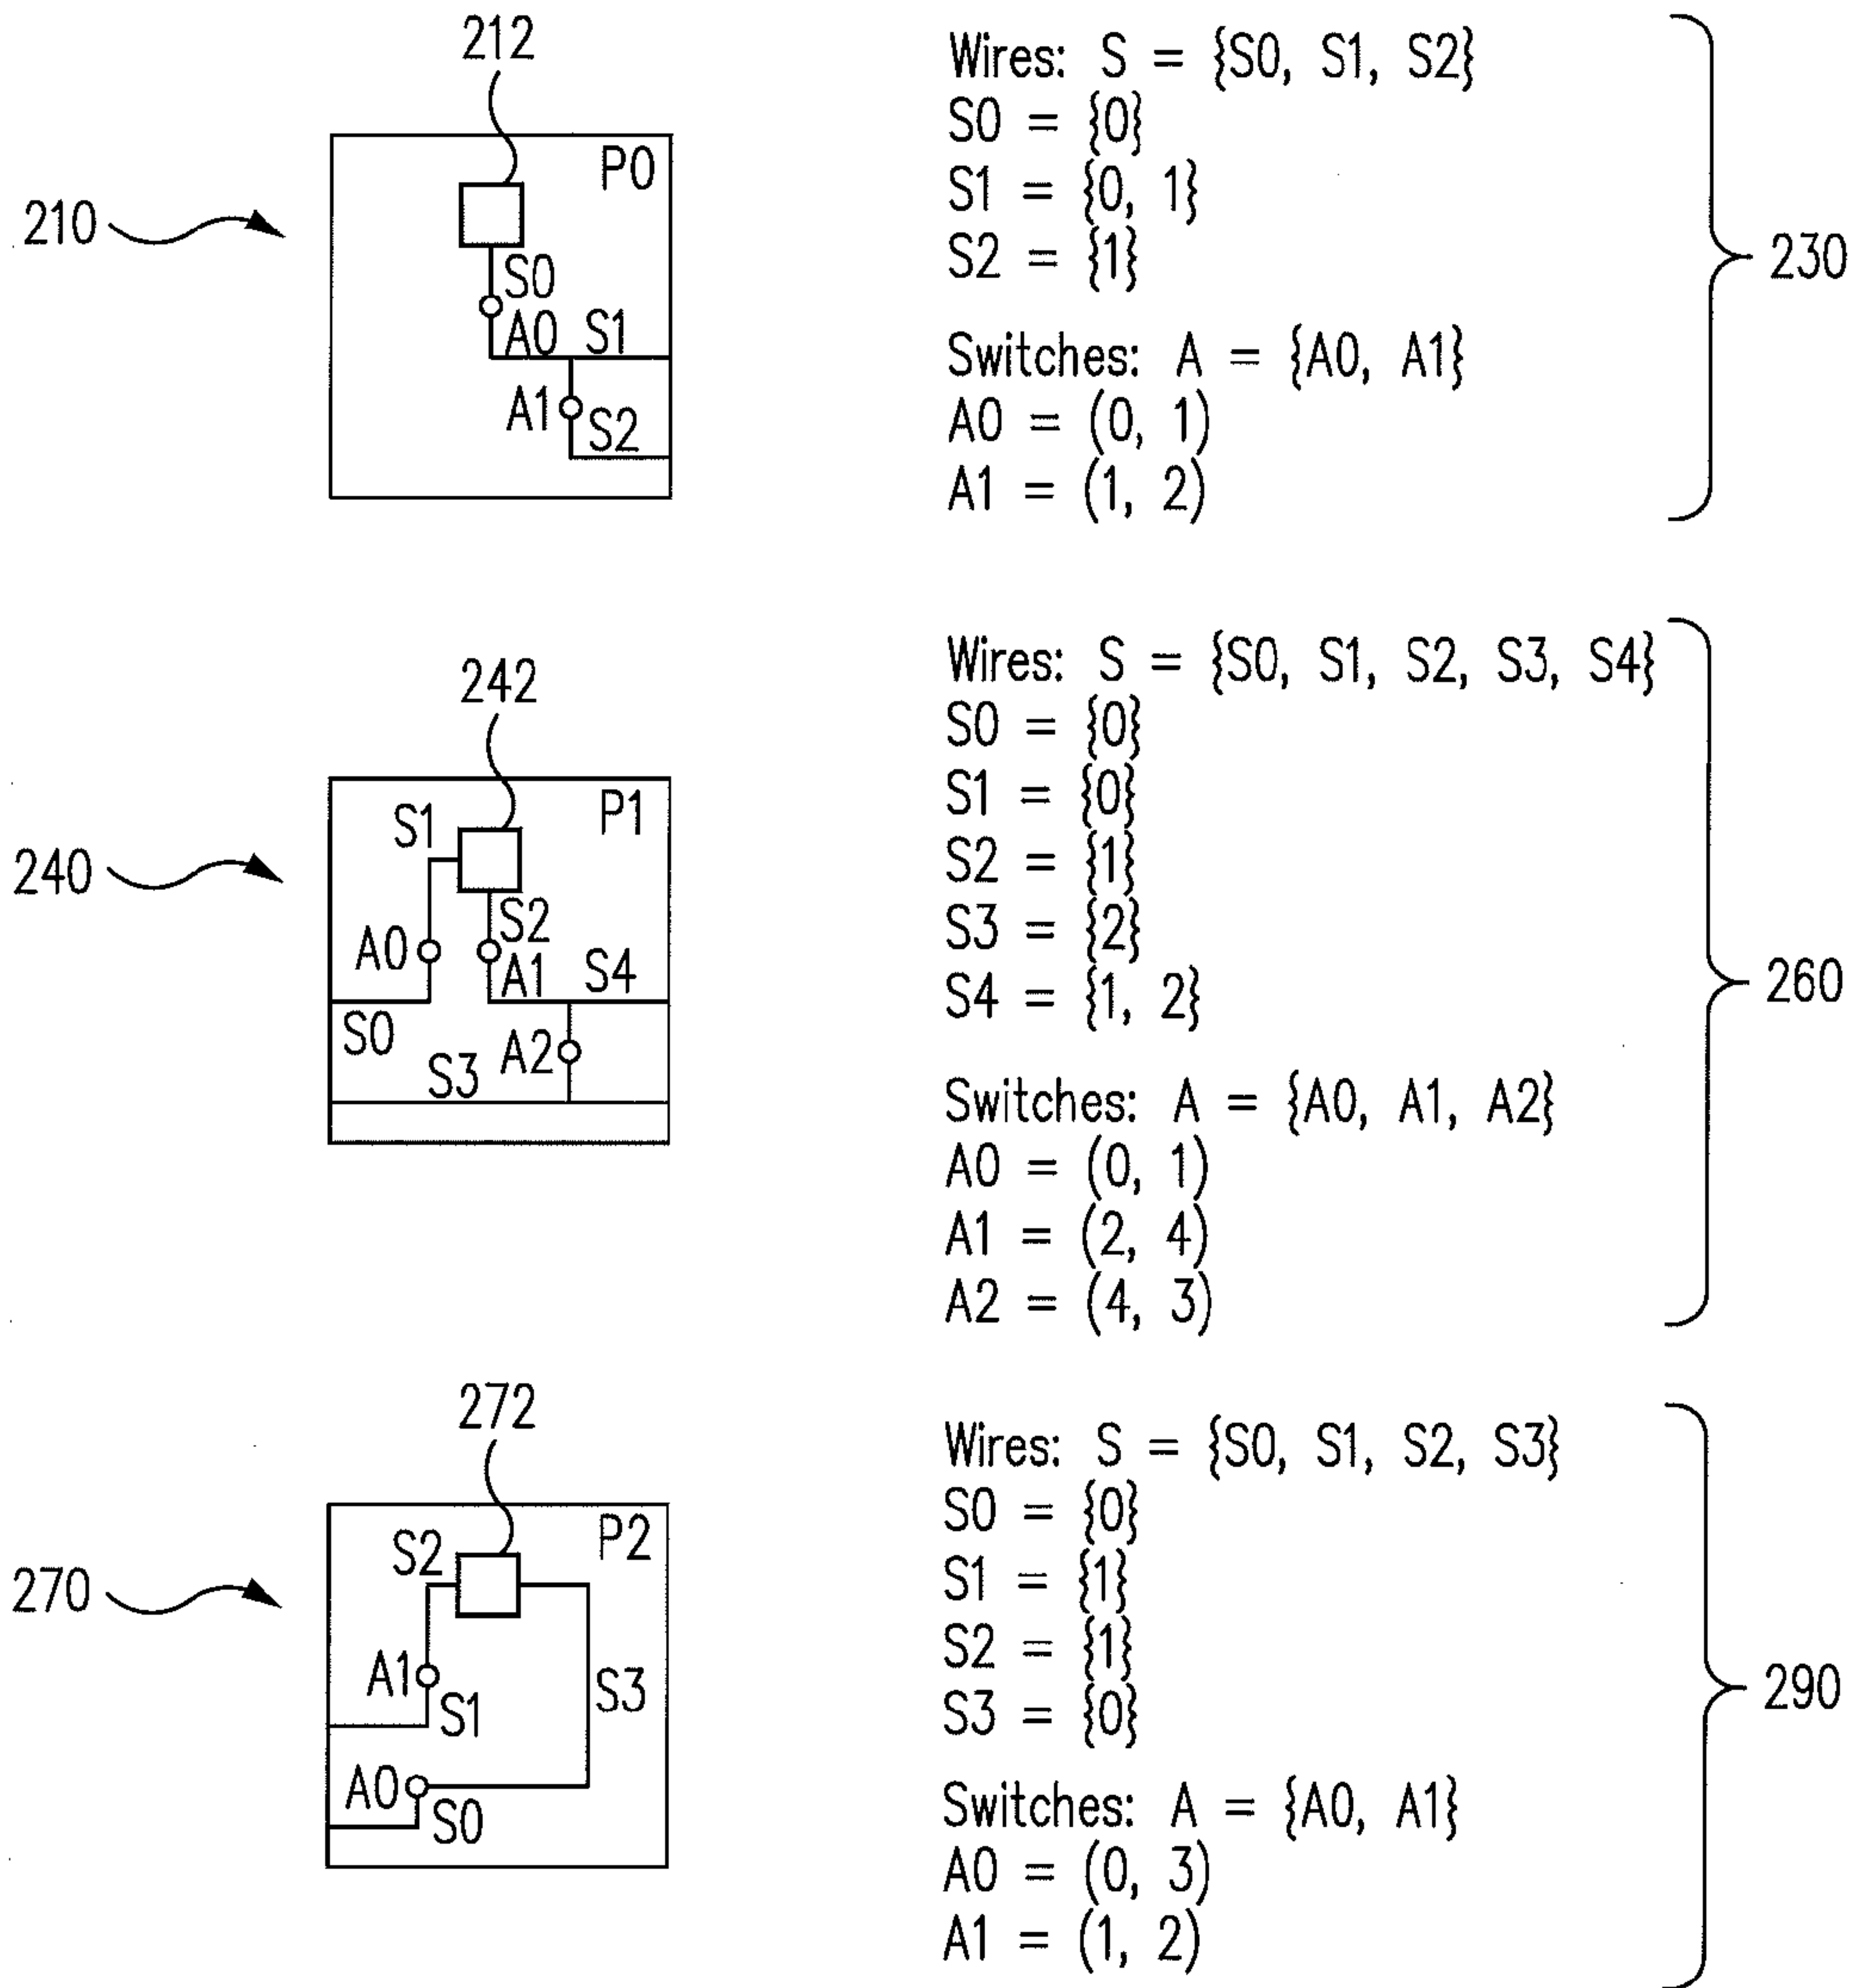 212
P0
210
S0
A0
S1
A1
S2
Wires: S = {S0, S1, S2}
S0 = {0}
S1 = {0, 1}
S2 = {1}
Switches: A = {A0, A1}
A0 = (0, 1)
A1 = (1, 2)
230
242
P1
240
S1
S2
A0
A1
S4
S0
A2
S3
Wires: S = {S0, S1, S2, S3, S4}
S0 = {0}
S1 = {0}
S2 = {1}
S3 = {2}
S4 = {1, 2}
Switches: A = {A0, A1, A2}
A0 = (0, 1)
A1 = (2, 4)
A2 = (4, 3)
260
272
P2
270
S2
A1
S1
S3
A0
S0
Wires: S = {S0, S1, S2, S3}
S0 = {0}
S1 = {1}
S2 = {1}
S3 = {0}
Switches: A = {A0, A1}
A0 = (0, 3)
A1 = (1, 2)
290